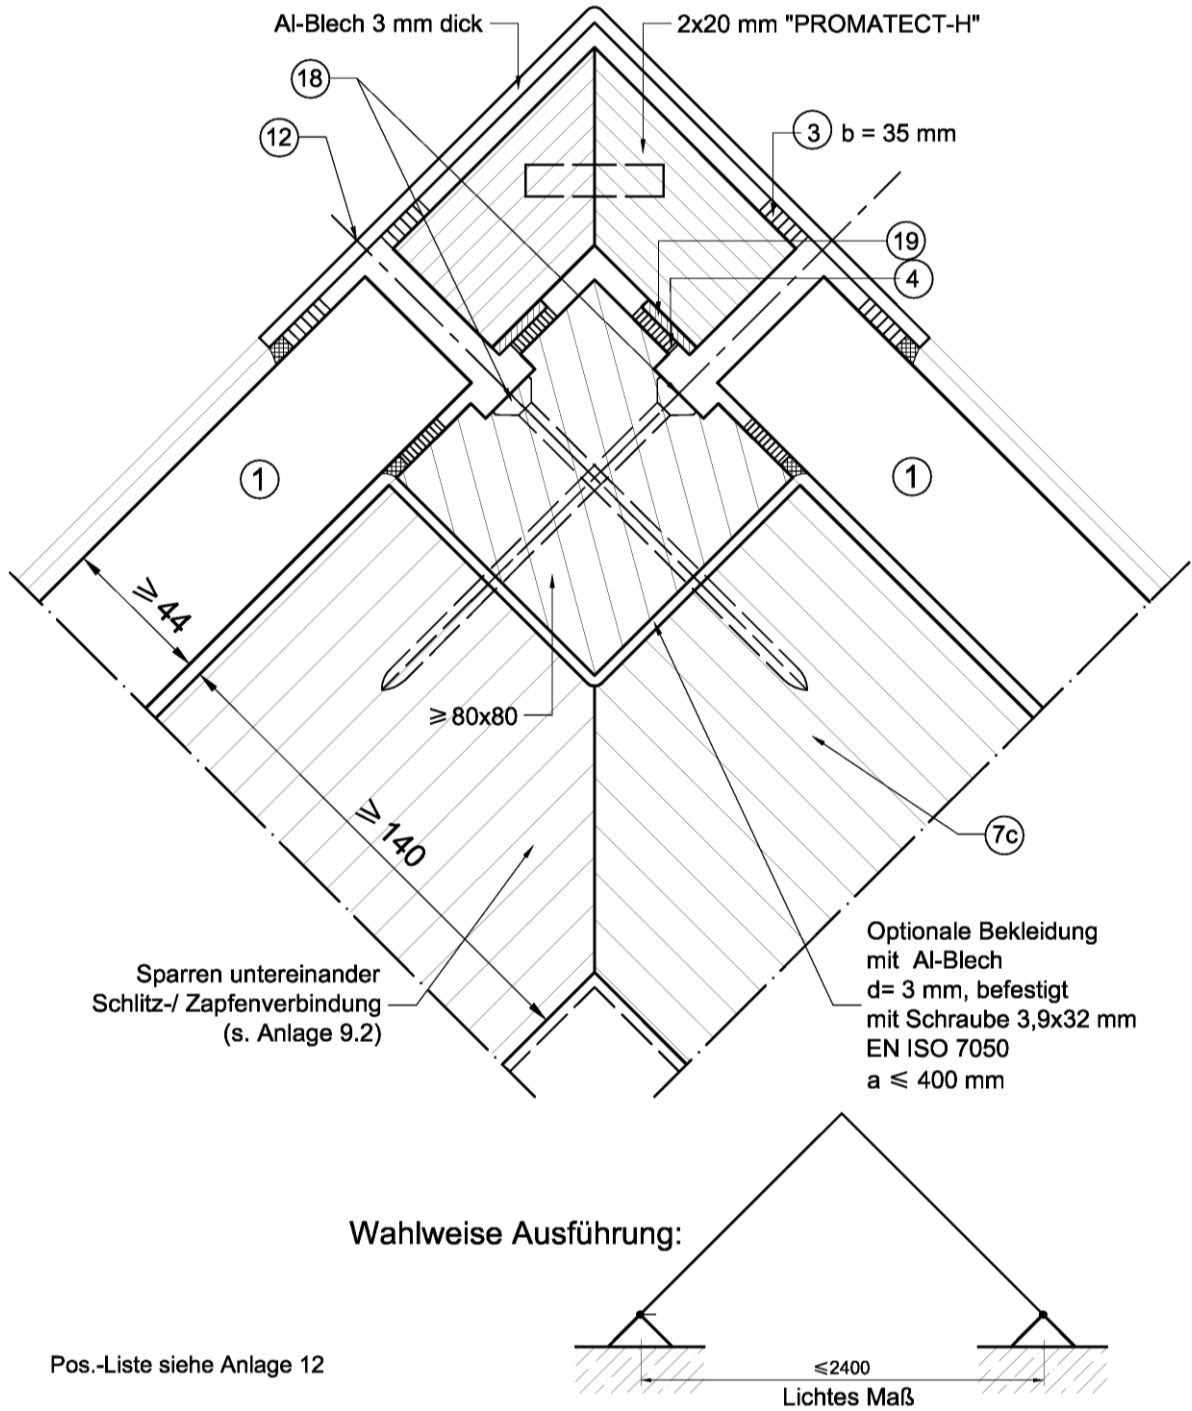 Al-Blech 3 mm dick
2x20 mm "PROMATECT-H"
18
12
3 b = 35 mm
19
4
1
1
≥ 44
≥ 80x80
≥ 140
7c
Sparren untereinander
Schlitz-/ Zapfenverbindung
(s. Anlage 9.2)
Optionale Bekleidung
mit Al-Blech
d= 3 mm, befestigt
mit Schraube 3,9x32 mm
EN ISO 7050
a ≤ 400 mm
Wahlweise Ausführung:
Pos.-Liste siehe Anlage 12
≤2400
Lichtes Maß